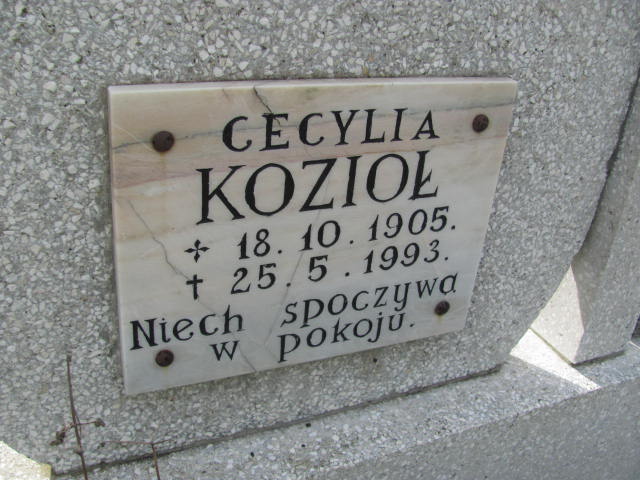 CECYLIA
KOZIOŁ
✣ 18. 10. 1905.
† 25. 5. 1993.
Niech spoczywa
w pokoju.